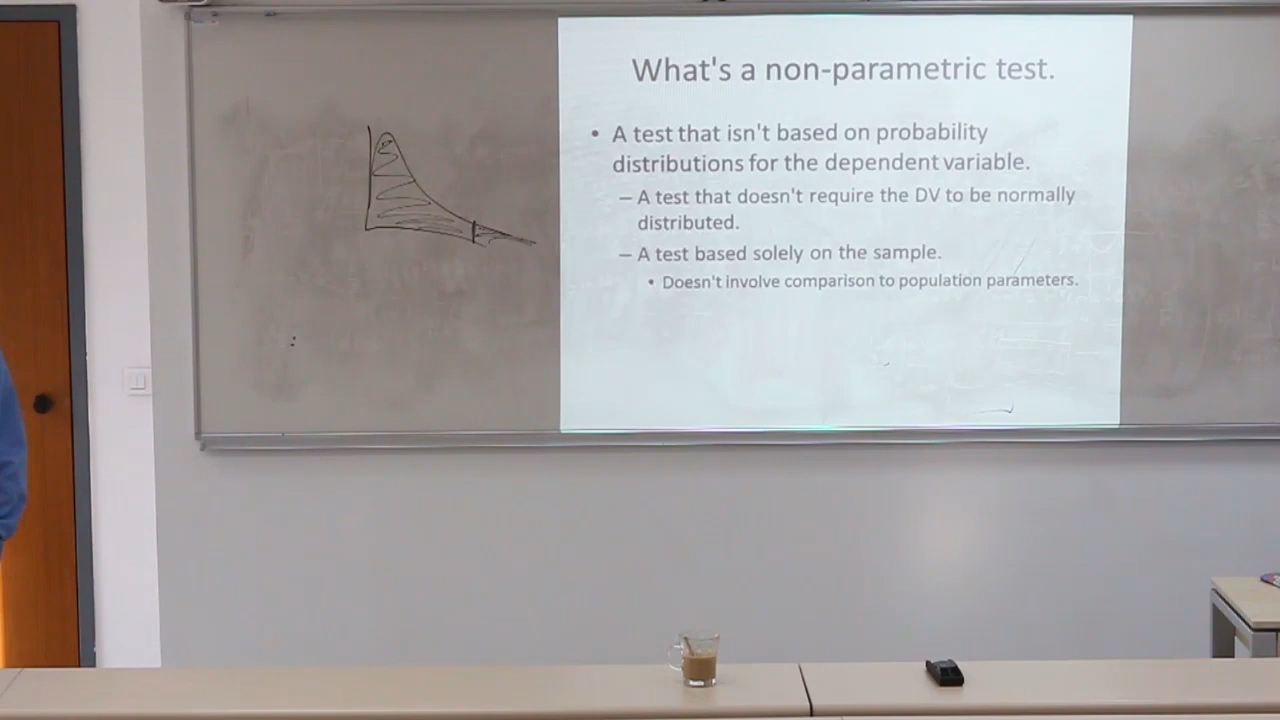 What's a non-parametric test.
• A test that isn't based on probability
distributions for the dependent variable.
– A test that doesn't require the DV to be normally
distributed.
– A test based solely on the sample.
• Doesn't involve comparison to population parameters.